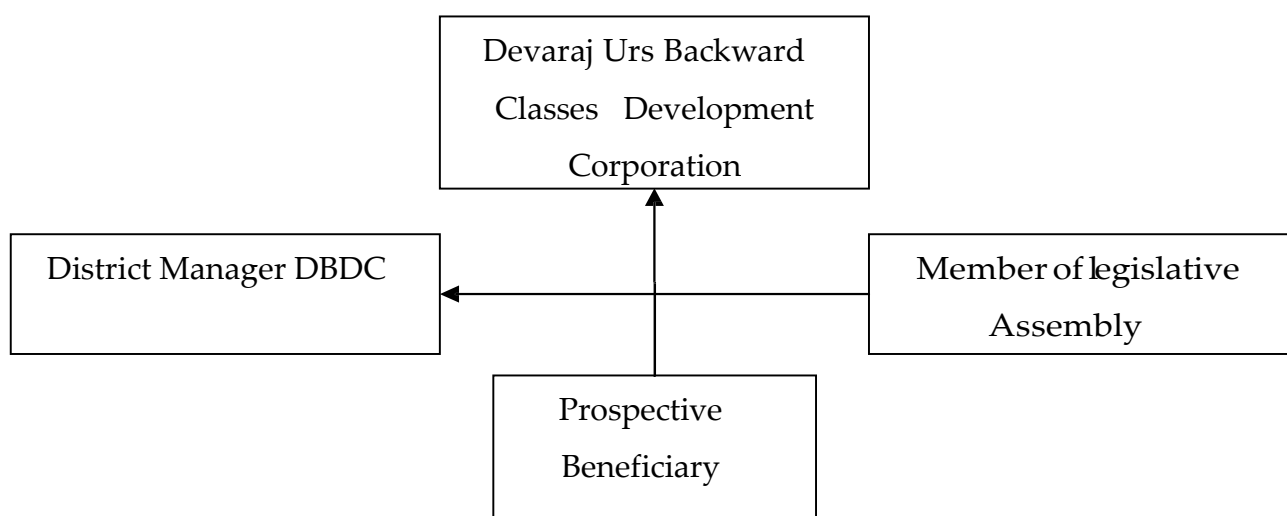 Devaraj Urs Backward
Classes Development
Corporation
District Manager DBDC
Member of legislative
Assembly
Prospective
Beneficiary